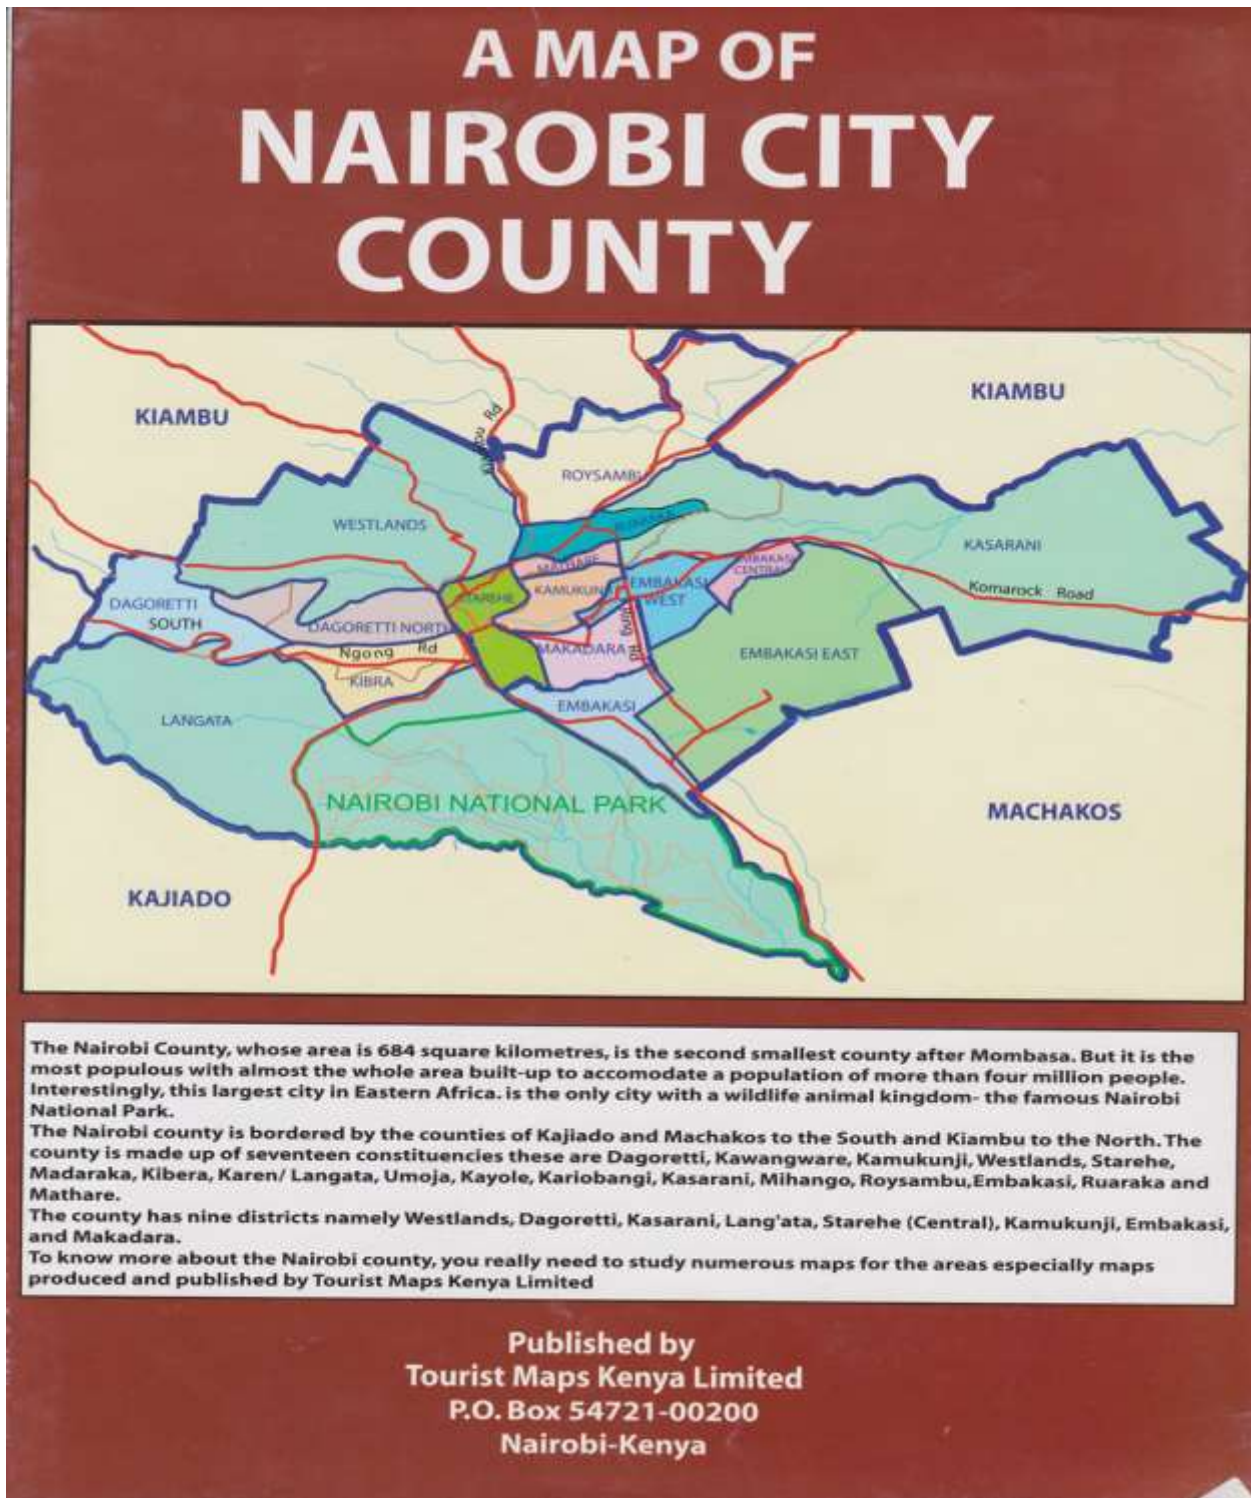 A MAP OF
NAIROBI CITY
COUNTY
KIAMBU
KIAMBU
Rd
ROYSAMBU
WESTLANDS
KASARANI
MATHARE
EMBAKASI
CENTRAL
EMBAKASI
WEST
KAMUKUNJI
STAREHE
Komarock Road
DAGORETTI
SOUTH
DAGORETTI NORTH
Ngong Rd
MAKADARA
Rd
EMBAKASI EAST
KIBRA
LANGATA
EMBAKASI
NAIROBI NATIONAL PARK
MACHAKOS
KAJIADO
The Nairobi County, whose area is 684 square kilometres, is the second smallest county after Mombasa. But it is the
most populous with almost the whole area built-up to accomodate a population of more than four million people.
Interestingly, this largest city in Eastern Africa. is the only city with a wildlife animal kingdom- the famous Nairobi
National Park.
The Nairobi county is bordered by the counties of Kajiado and Machakos to the South and Kiambu to the North. The
county is made up of seventeen constituencies these are Dagoretti, Kawangware, Kamukunji, Westlands, Starehe,
Madaraka, Kibera, Karen/ Langata, Umoja, Kayole, Kariobangi, Kasarani, Mihango, Roysambu,Embakasi, Ruaraka and
Mathare.
The county has nine districts namely Westlands, Dagoretti, Kasarani, Lang'ata, Starehe (Central), Kamukunji, Embakasi,
and Makadara.
To know more about the Nairobi county, you really need to study numerous maps for the areas especially maps
produced and published by Tourist Maps Kenya Limited
Published by
Tourist Maps Kenya Limited
P.O. Box 54721-00200
Nairobi-Kenya